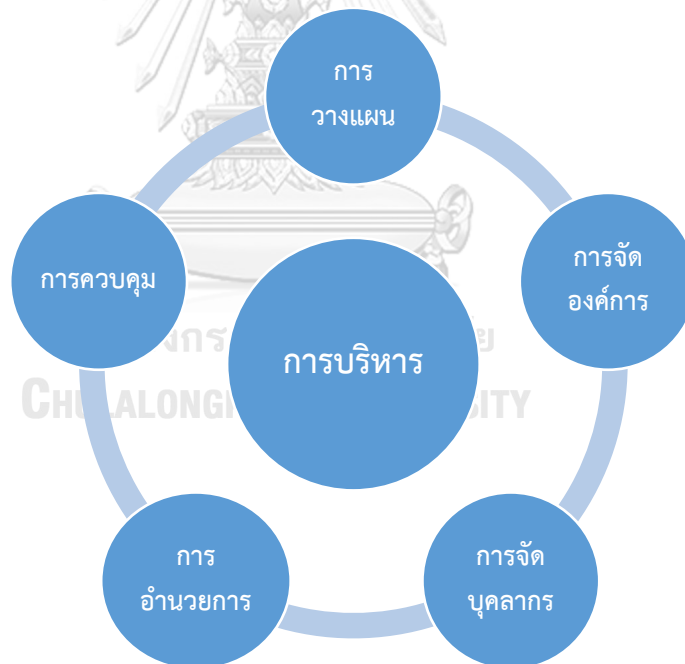 การ
วางแผน
การจัด
องค์การ
การควบคุม
การบริหาร
การ
อำนวยการ
การจัด
บุคลากร